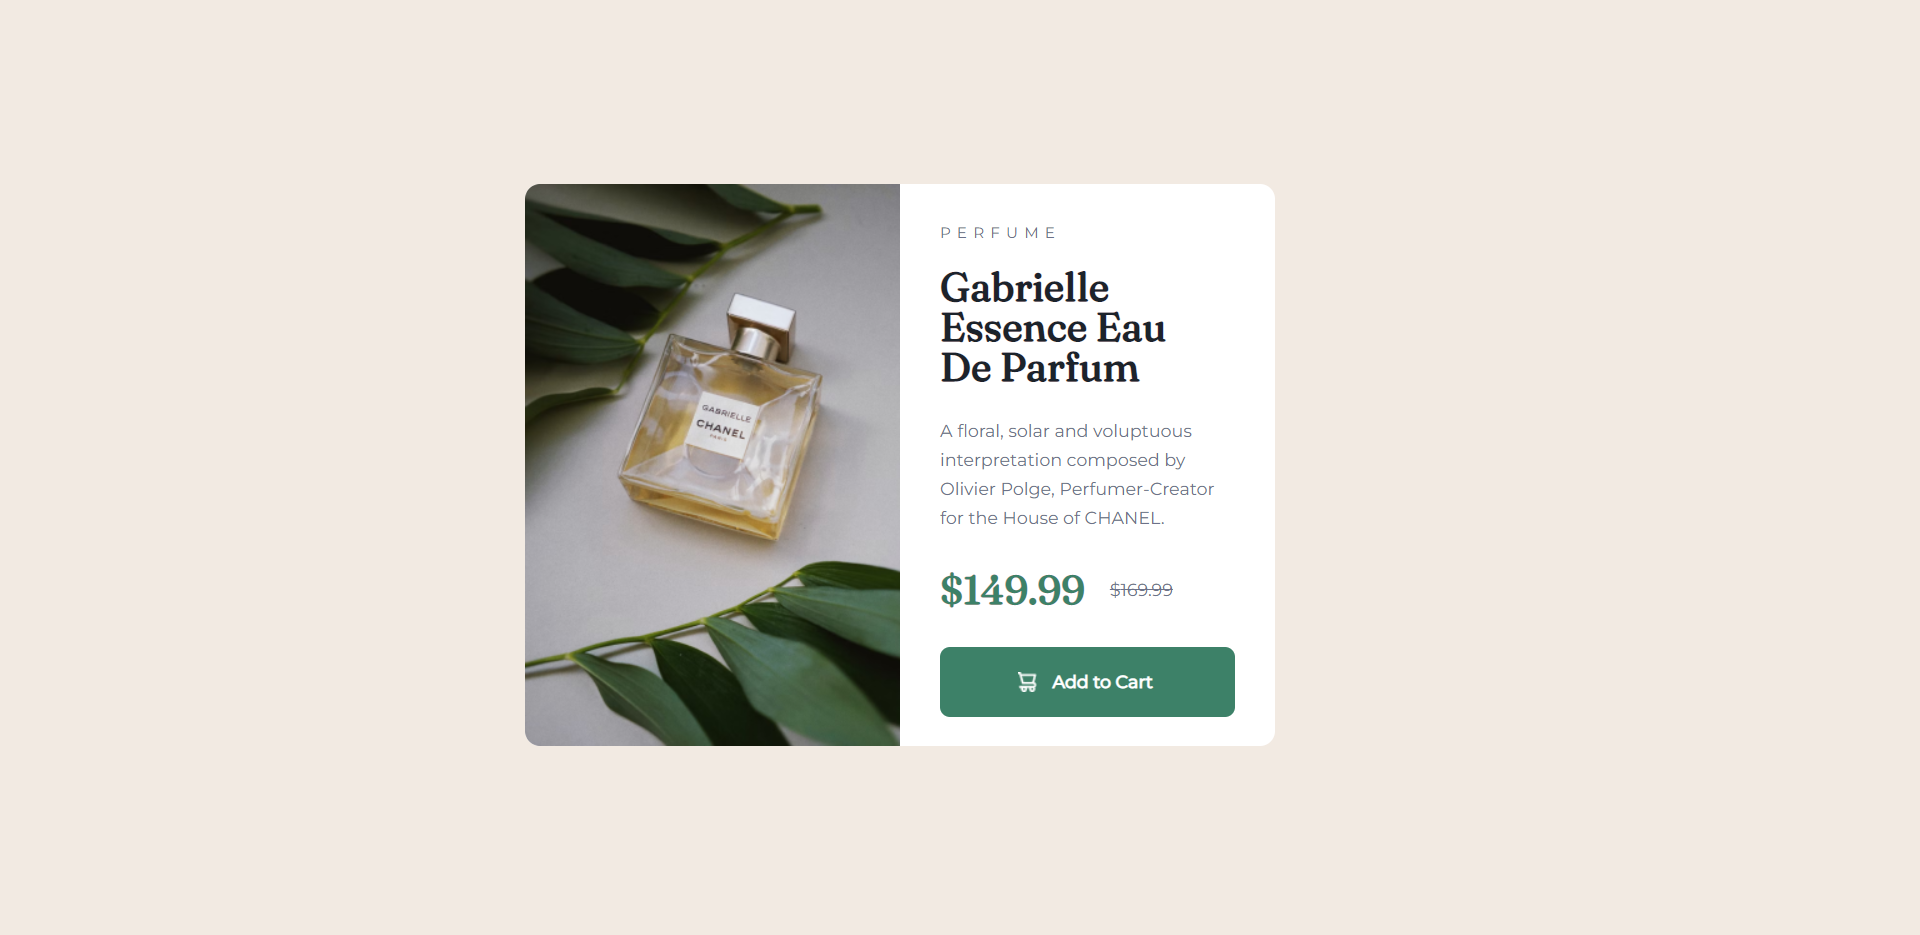 GABRIELLE
CHANEL
PARIS
PERFUME
Gabrielle
Essence Eau
De Parfum
A floral, solar and voluptuous
interpretation composed by
Olivier Polge, Perfumer-Creator
for the House of CHANEL.
$149.99 $169.99
Add to Cart